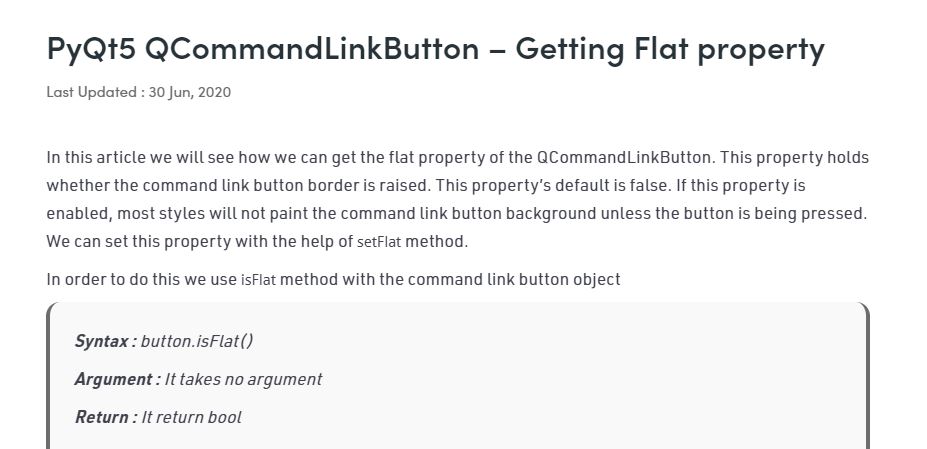 PyQt5 QCommandLinkButton – Getting Flat property
Last Updated : 30 Jun, 2020
In this article we will see how we can get the flat property of the QCommandLinkButton. This property holds
whether the command link button border is raised. This property’s default is false. If this property is
enabled, most styles will not paint the command link button background unless the button is being pressed.
We can set this property with the help of setFlat method.
In order to do this we use isFlat method with the command link button object
Syntax : button.isFlat()
Argument : It takes no argument
Return : It return bool